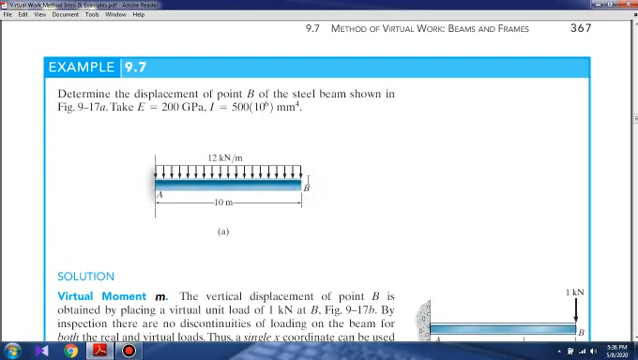 Virtual Work Method Intro & Examples.pdf - Adobe Reader
File Edit View Document Tools Window Help
9.7 METHOD OF VIRTUAL WORK: BEAMS AND FRAMES 367
EXAMPLE 9.7
Determine the displacement of point B of the steel beam shown in
Fig. 9–17a. Take E = 200 GPa, I = 500(10⁶) mm⁴.
12 kN/m
A
B
10 m
(a)
SOLUTION
Virtual Moment m. The vertical displacement of point B is
obtained by placing a virtual unit load of 1 kN at B, Fig. 9–17b. By
inspection there are no discontinuities of loading on the beam for
both the real and virtual loads. Thus, a single x coordinate can be used
1 kN
A
B
5:35 PM
5/8/2020